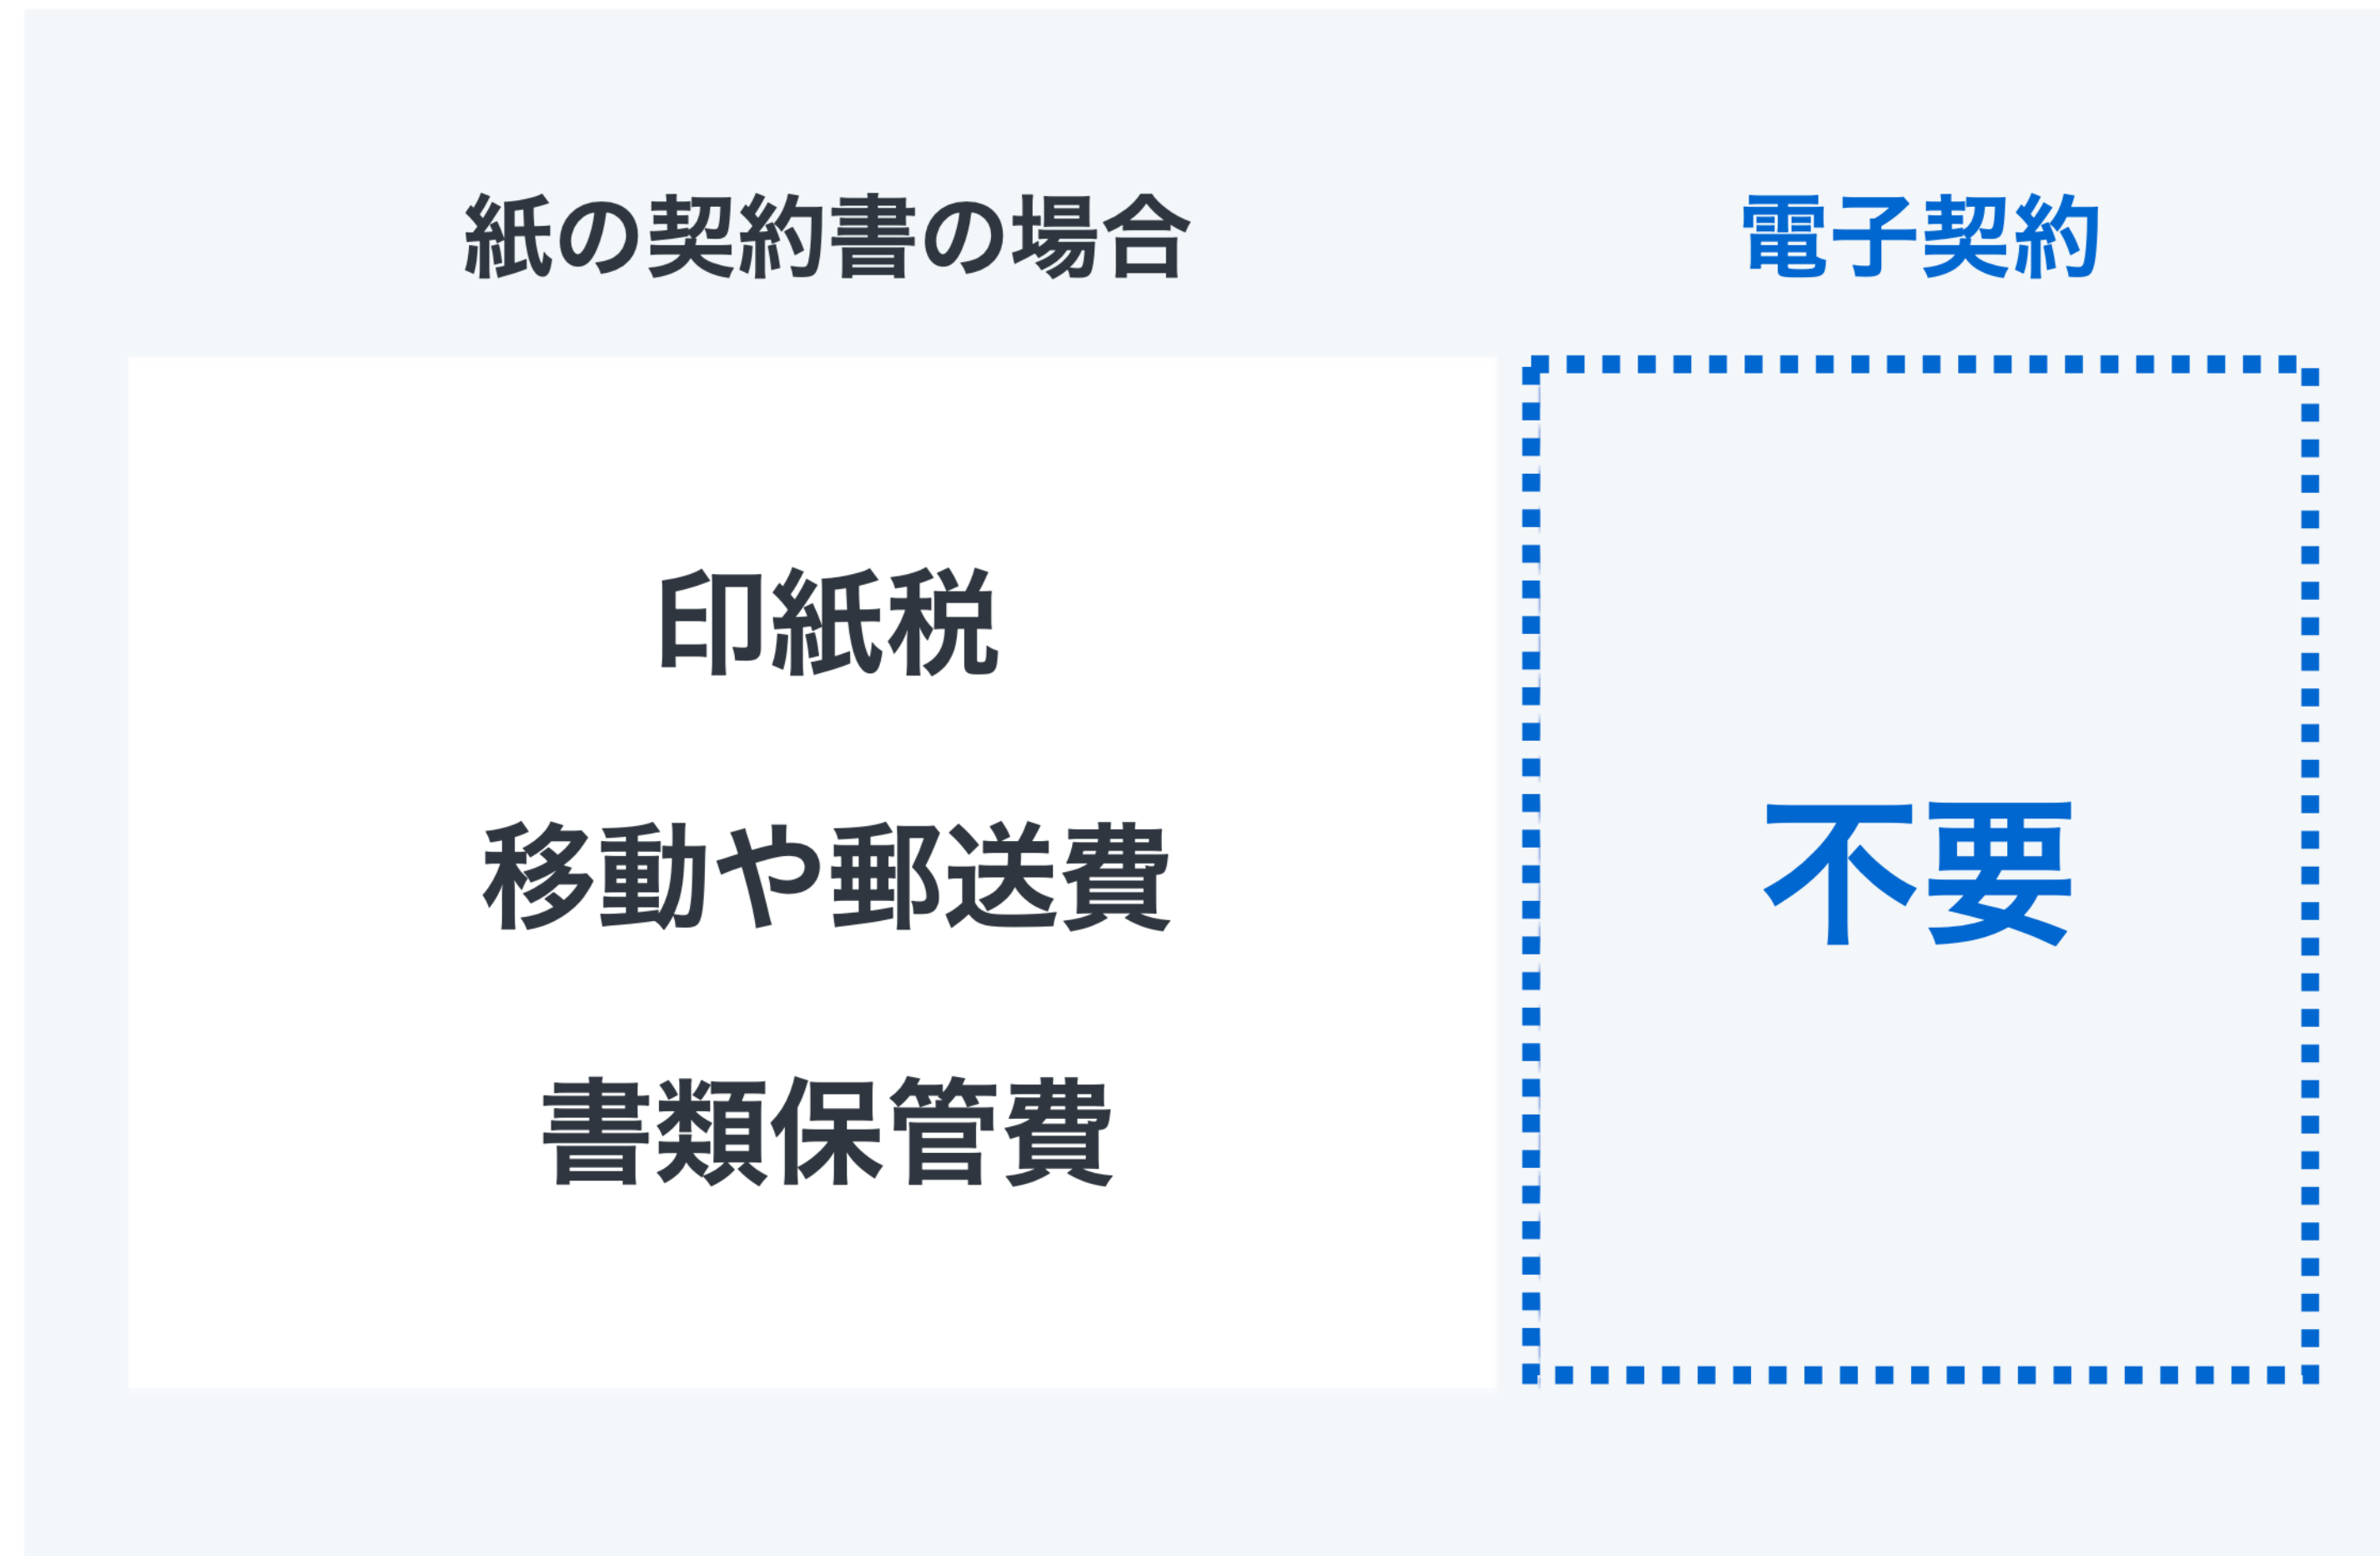 紙の契約書の場合
電子契約
印紙税
移動や郵送費
書類保管費
不要